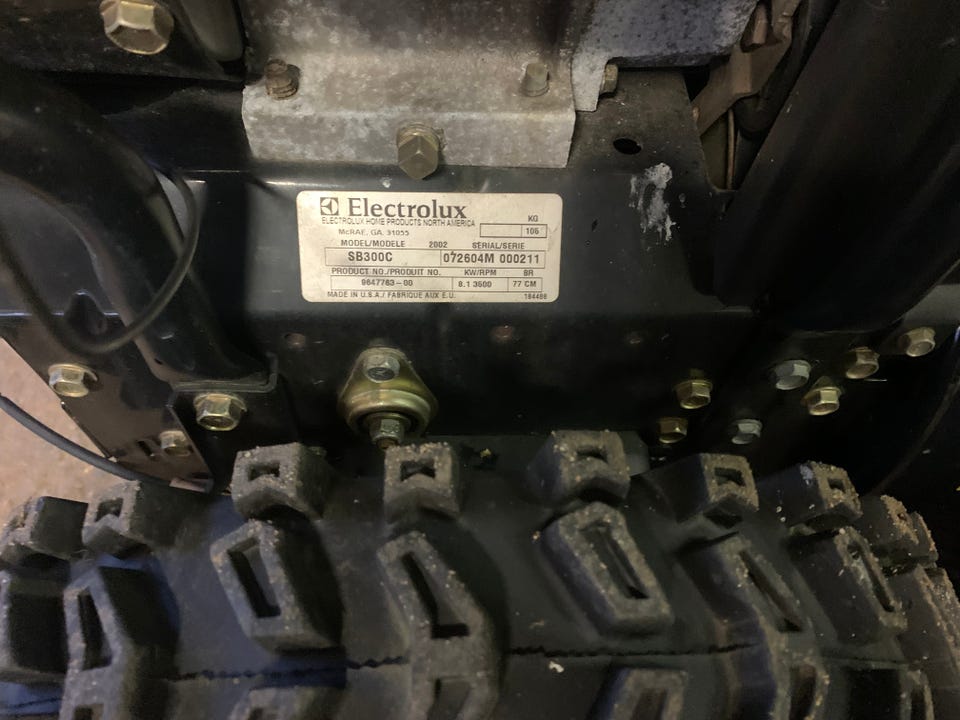 Electrolux
ELECTROLUX HOME PRODUCTS NORTH AMERICA
McRAE, GA. 31055
KG
106
MODEL/MODELE 2002 SERIAL/SERIE
SB300C 072604M 000211
PRODUCT NO./PRODUIT NO. KW/RPM BR
9647763-00 8.1 3600 77 CM
MADE IN U.S.A./ FABRIQUE AUX E.U.
184488